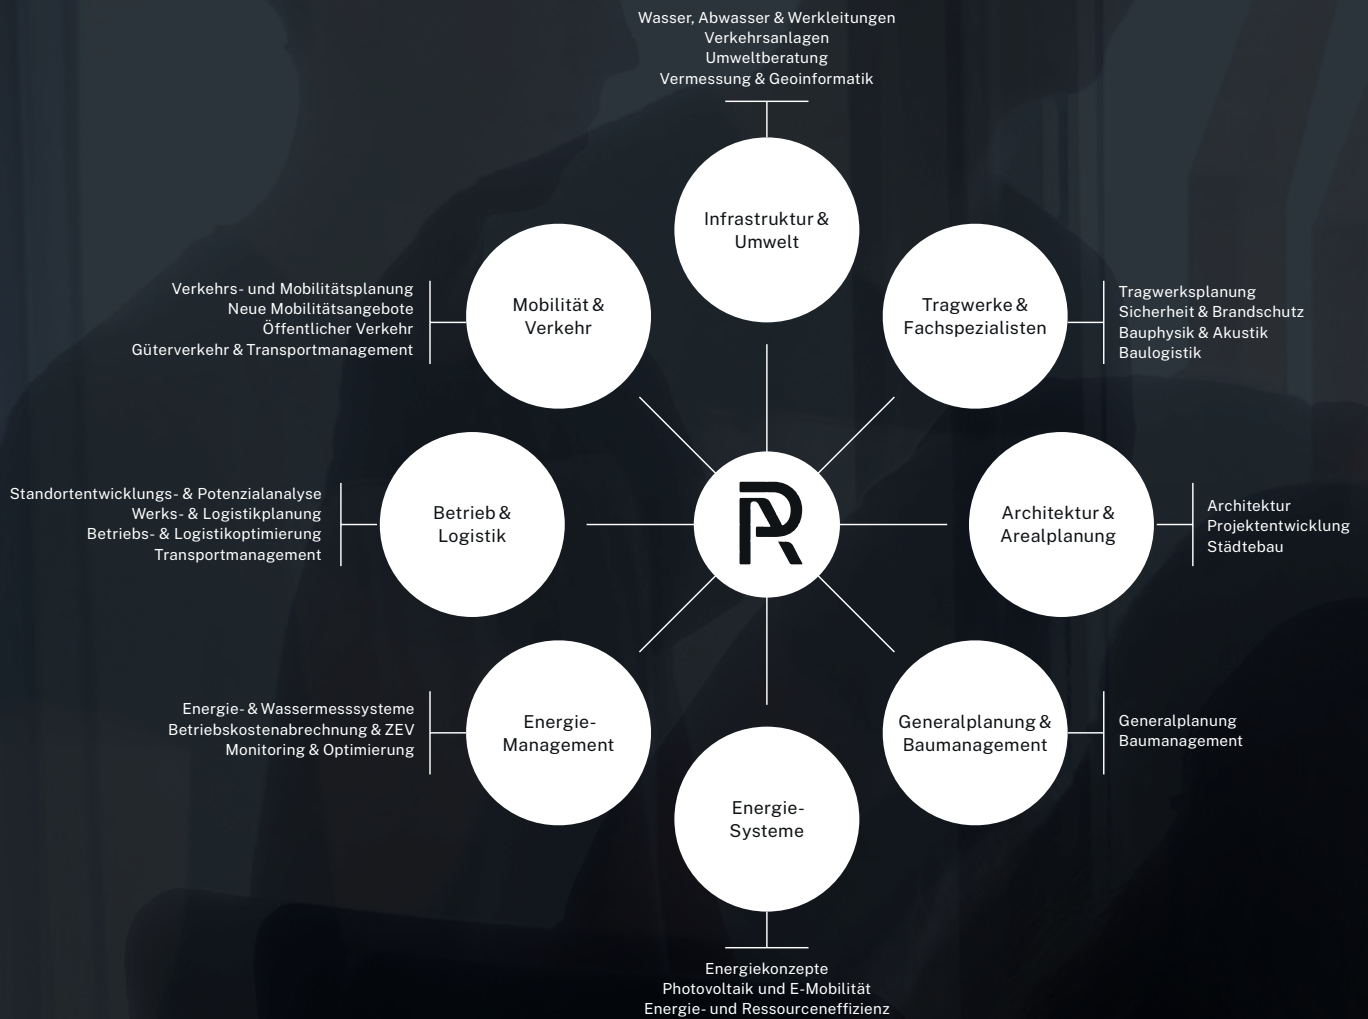 Wasser, Abwasser & Werkleitungen
Verkehrsanlagen
Umweltberatung
Vermessung & Geoinformatik
Infrastruktur &
Umwelt
Mobilität &
Verkehr
Verkehrs- und Mobilitätsplanung
Neue Mobilitätsangebote
Öffentlicher Verkehr
Güterverkehr & Transportmanagement
Tragwerke &
Fachspezialisten
Tragwerksplanung
Sicherheit & Brandschutz
Bauphysik & Akustik
Baulogistik
Standortentwicklungs- & Potenzialanalyse
Werks- & Logistikplanung
Betriebs- & Logistikoptimierung
Transportmanagement
Betrieb &
Logistik
R
Architektur &
Arealplanung
Architektur
Projektentwicklung
Städtebau
Energie- & Wassermesssysteme
Betriebskostenabrechnung & ZEV
Monitoring & Optimierung
Energie-
Management
Generalplanung &
Baumanagement
Generalplanung
Baumanagement
Energie-
Systeme
Energiekonzepte
Photovoltaik und E-Mobilität
Energie- und Ressourceneffizienz